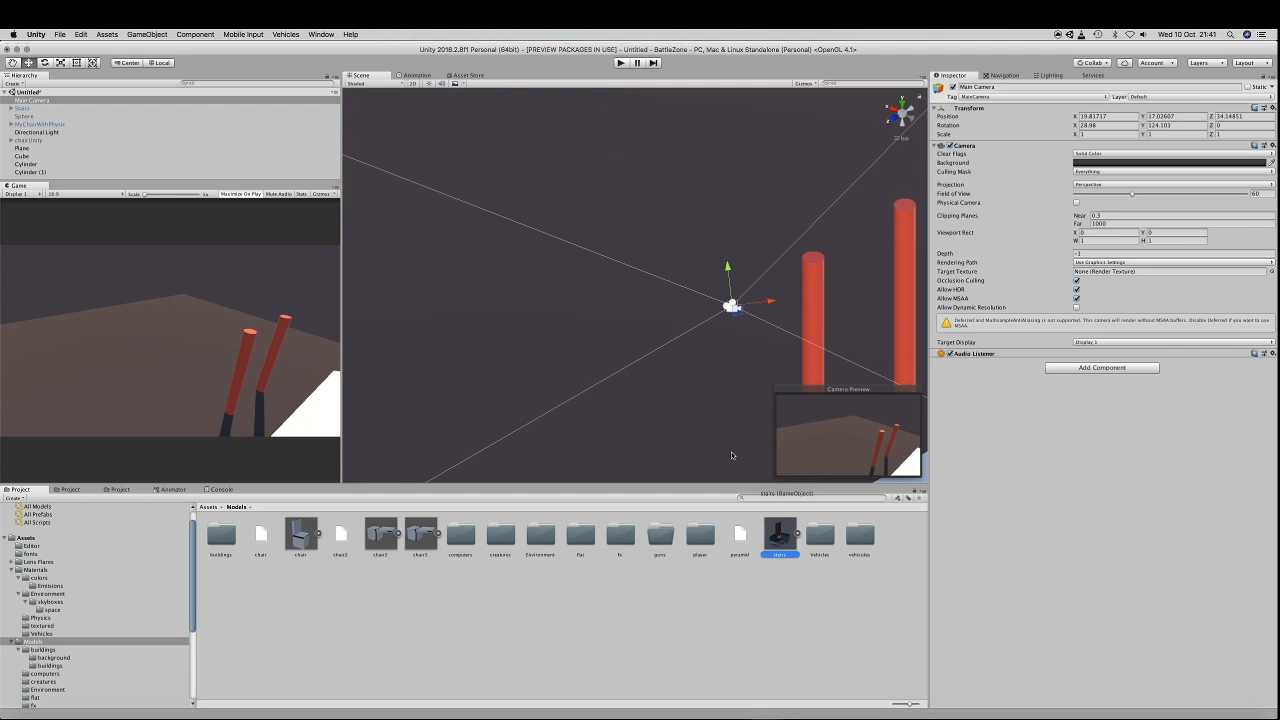 Unity File Edit Assets GameObject Component Mobile Input Vehicles Window Help
Wed 10 Oct 21:41
Unity 2018.2.8f1 Personal (64bit) - [PREVIEW PACKAGES IN USE] - Untitled - BattleZone - PC, Mac & Linux Standalone (Personal) <OpenGL 4.1>
Center Local Collab Account Layers Layout
Hierarchy
Create All
Untitled*
Main Camera
Stairs
Sphere
MyChairWithPhysic
Directional Light
chairUnity
Plane
Cube
Cylinder
Cylinder (1)
Game
Display 1 16:9 Scale 1x Maximize On Play Mute Audio Stats Gizmos
Scene Animation Asset Store
Shaded 2D Gizmos All
y
x
Iso
Camera Preview
Inspector Navigation Lighting Services
Main Camera Static
Tag MainCamera Layer Default
Transform
Position X 19.81717 Y 17.02607 Z 34.14851
Rotation X 28.98 Y 124.103 Z 0
Scale X 1 Y 1 Z 1
Camera
Clear Flags Solid Color
Background
Culling Mask Everything
Projection Perspective
Field of View 60
Physical Camera
Clipping Planes Near 0.3
Far 1000
Viewport Rect X 0 Y 0
W 1 H 1
Depth -1
Rendering Path Use Graphics Settings
Target Texture None (Render Texture)
Occlusion Culling
Allow HDR
Allow MSAA
Allow Dynamic Resolution
Deferred and MultisampleAntiAliasing is not supported. This camera will render without MSAA buffers. Disable Deferred if you want to use
MSAA.
Target Display Display 1
Audio Listener
Add Component
Project Project Project Animator Console
Create
stairs (GameObject)
All Models
All Prefabs
All Scripts
Assets
Editor
fonts
Lens Flares
Materials
colors
Emisions
Environment
skyboxes
space
Physics
textured
Vehicles
Models
buildings
background
buildings
computers
creatures
Environment
flat
fx
Assets Models
buildings chair chair chair2 chair2 chair3 computers creatures Environment flat fx guns player pyramid stairs Vehicles vehicules